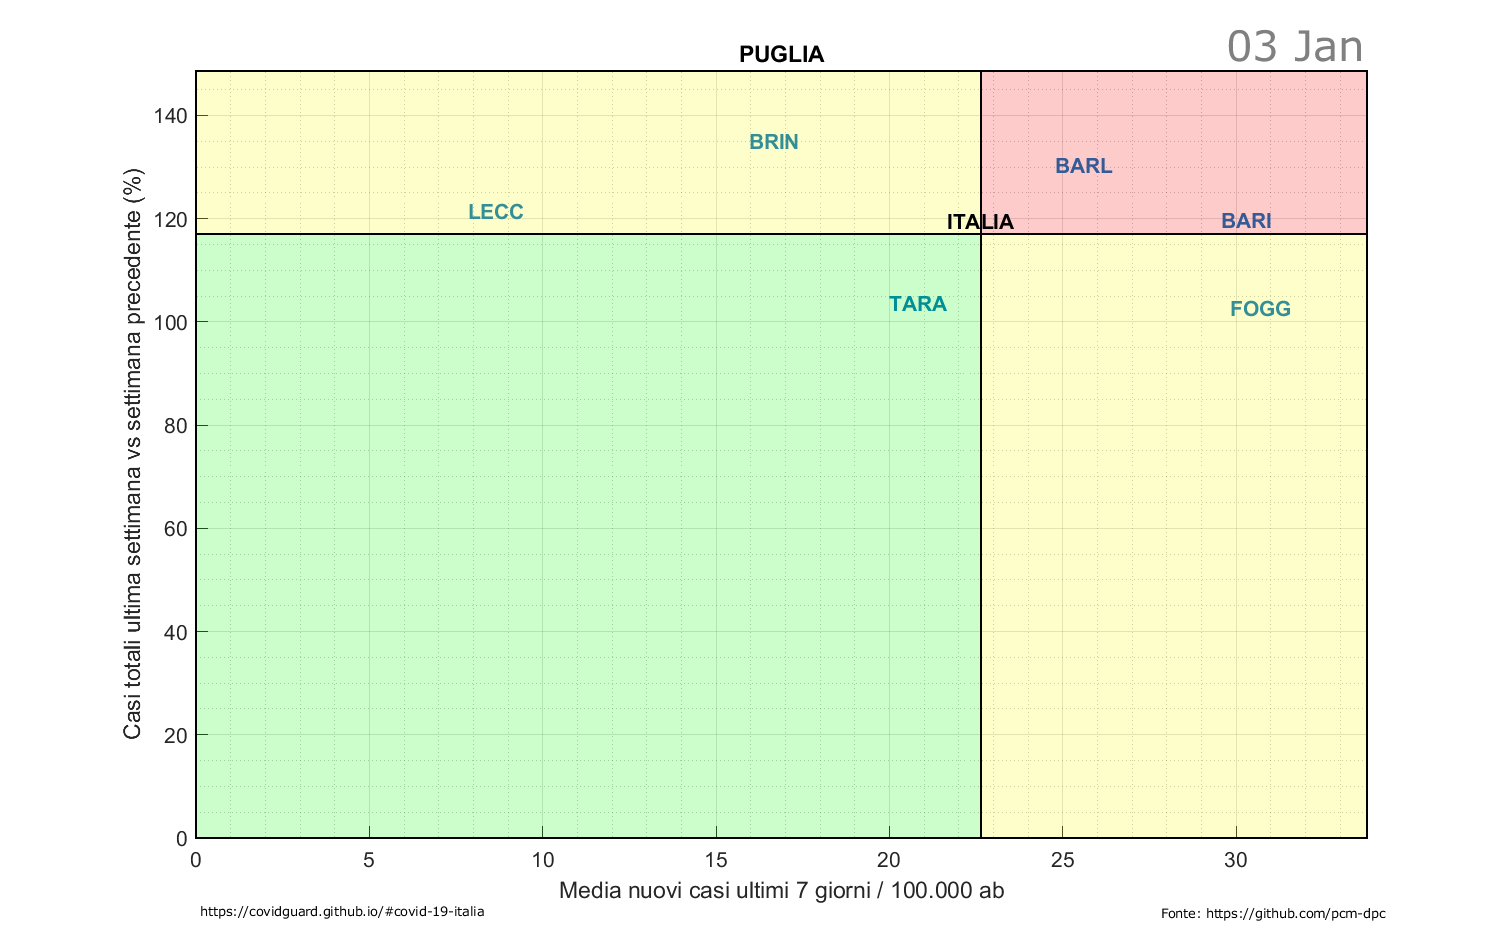 03 Jan
PUGLIA
Casi totali ultima settimana vs settimana precedente (%)
140
120
100
80
60
40
20
0
BRIN
BARL
LECC
ITALIA
BARI
TARA
FOGG
0 5 10 15 20 25 30
Media nuovi casi ultimi 7 giorni / 100.000 ab
https://covidguard.github.io/#covid-19-italia
Fonte: https://github.com/pcm-dpc